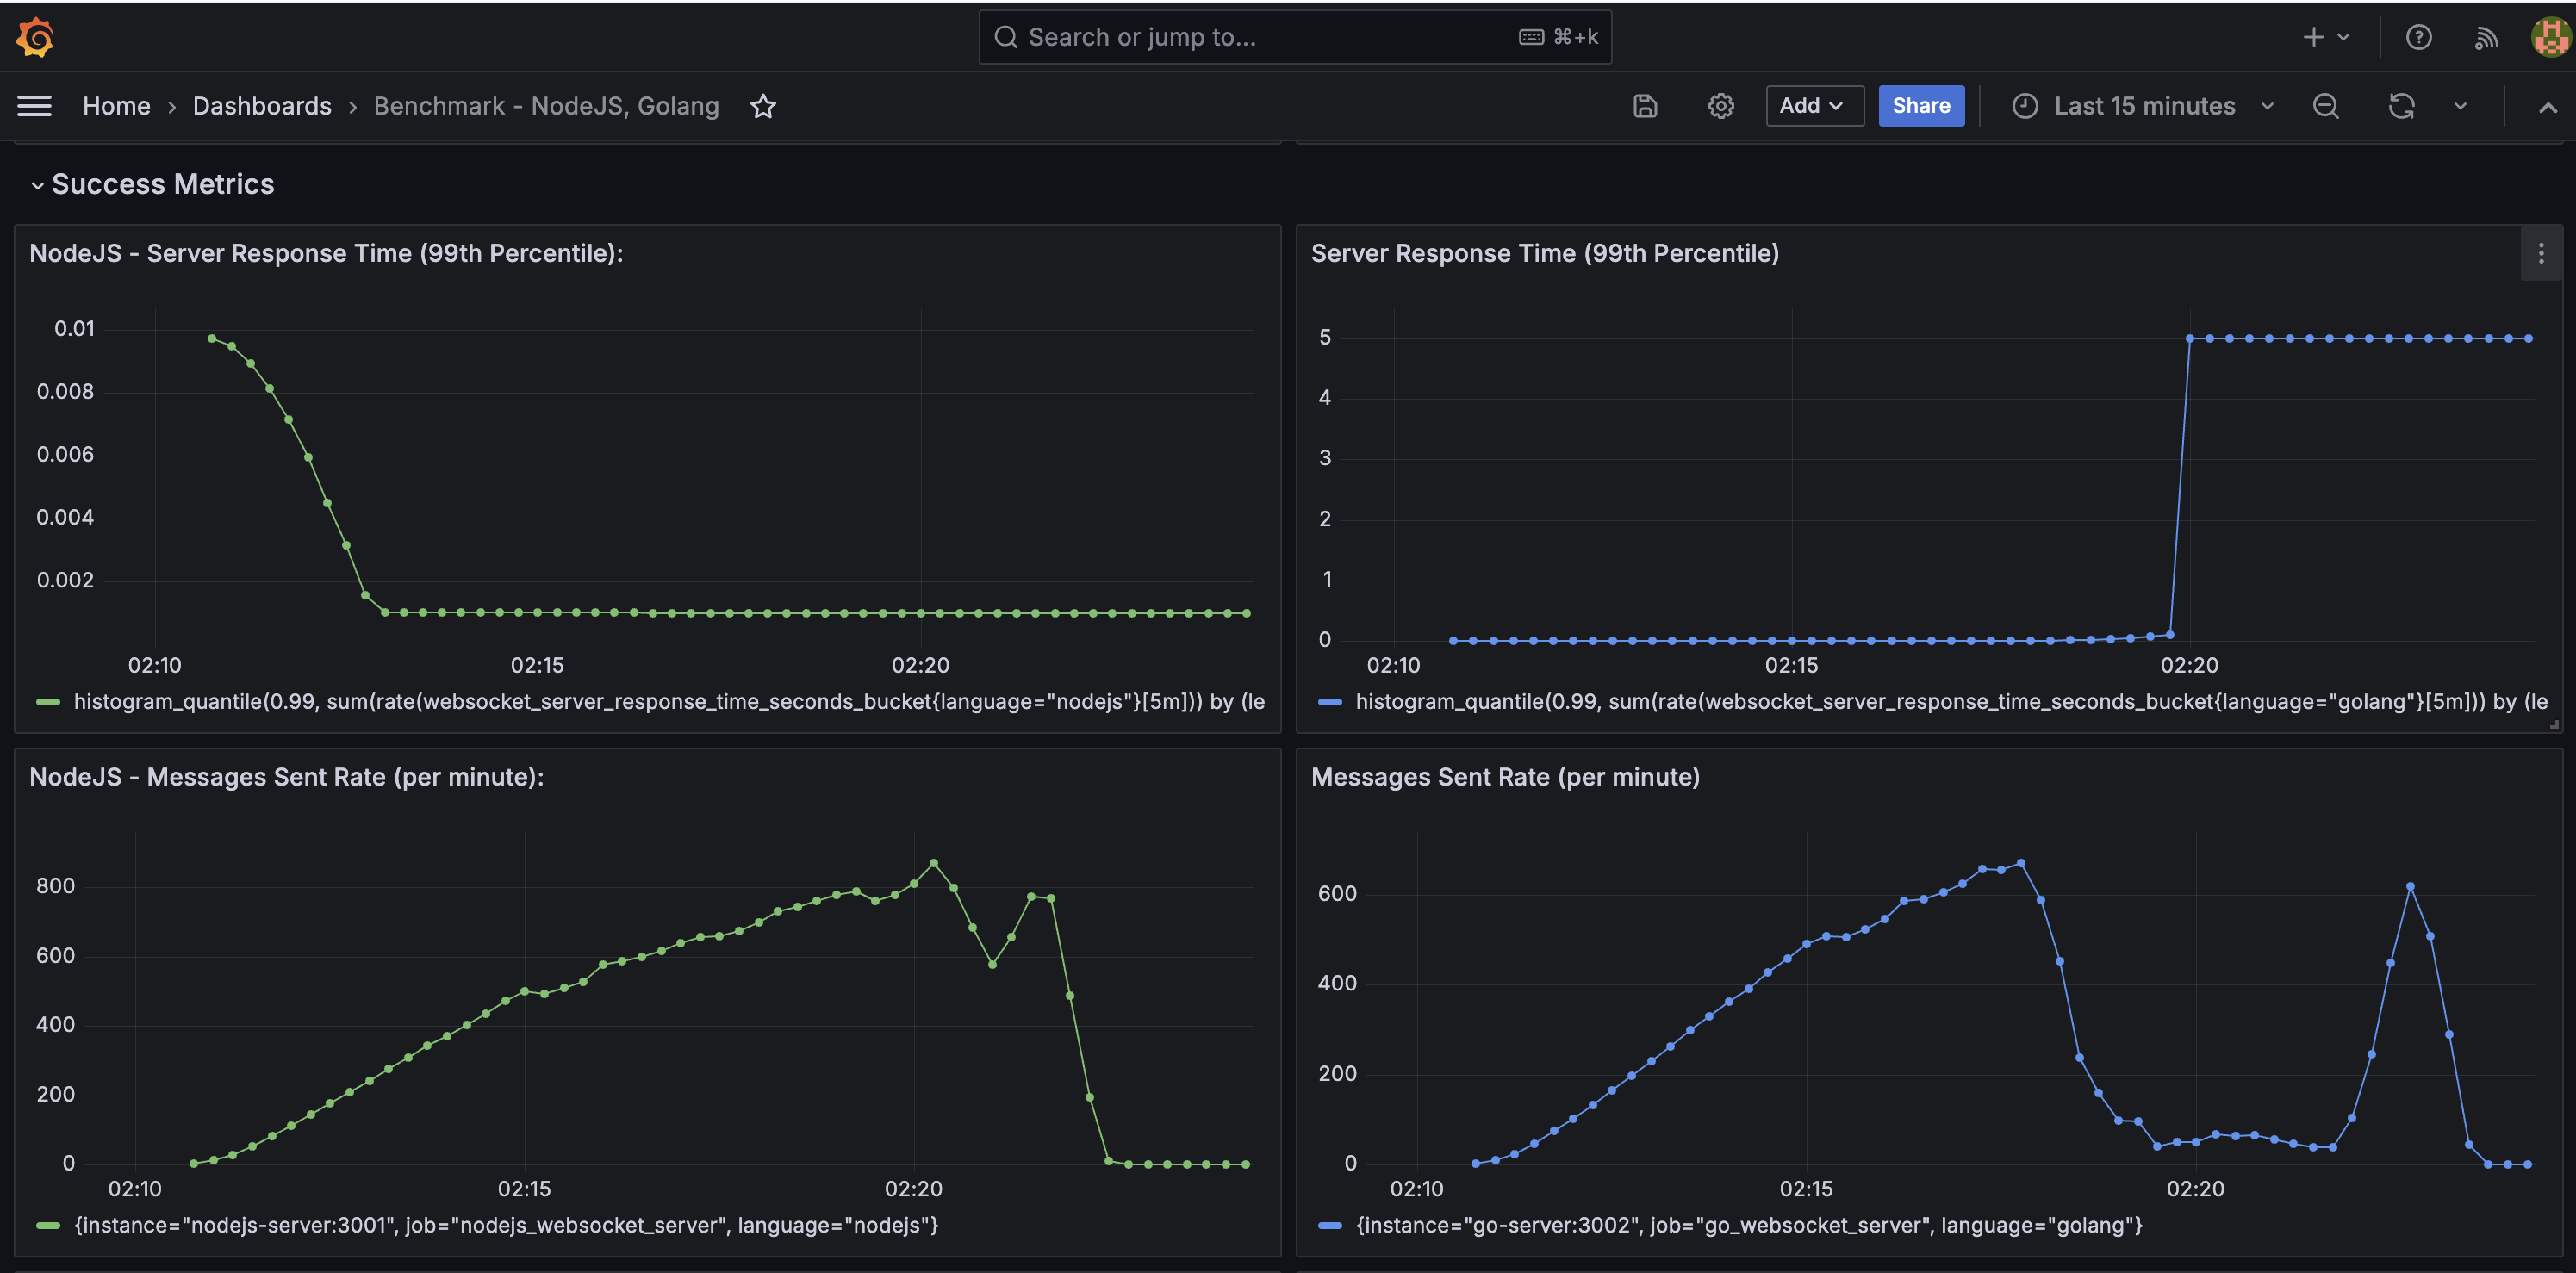 Search or jump to... ⌘+k
Home › Dashboards › Benchmark - NodeJS, Golang
Add
Share
Last 15 minutes
Success Metrics
NodeJS - Server Response Time (99th Percentile):
0.01
0.008
0.006
0.004
0.002
02:10 02:15 02:20
histogram_quantile(0.99, sum(rate(websocket_server_response_time_seconds_bucket{language="nodejs"}[5m])) by (le
Server Response Time (99th Percentile)
5
4
3
2
1
0
02:10 02:15 02:20
histogram_quantile(0.99, sum(rate(websocket_server_response_time_seconds_bucket{language="golang"}[5m])) by (le
NodeJS - Messages Sent Rate (per minute):
800
600
400
200
0
02:10 02:15 02:20
{instance="nodejs-server:3001", job="nodejs_websocket_server", language="nodejs"}
Messages Sent Rate (per minute)
600
400
200
0
02:10 02:15 02:20
{instance="go-server:3002", job="go_websocket_server", language="golang"}